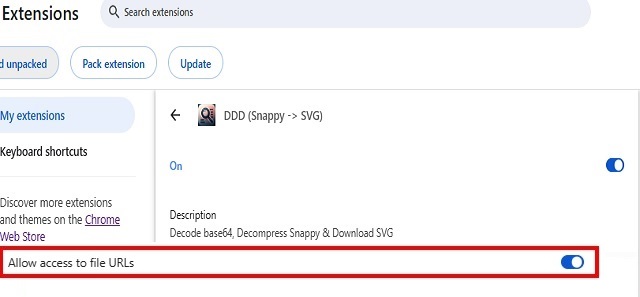 Extensions
Search extensions
d unpacked
Pack extension
Update
My extensions
Keyboard shortcuts
Discover more extensions
and themes on the Chrome
Web Store
DDD (Snappy -> SVG)
On
Description
Decode base64, Decompress Snappy & Download SVG
Allow access to file URLs